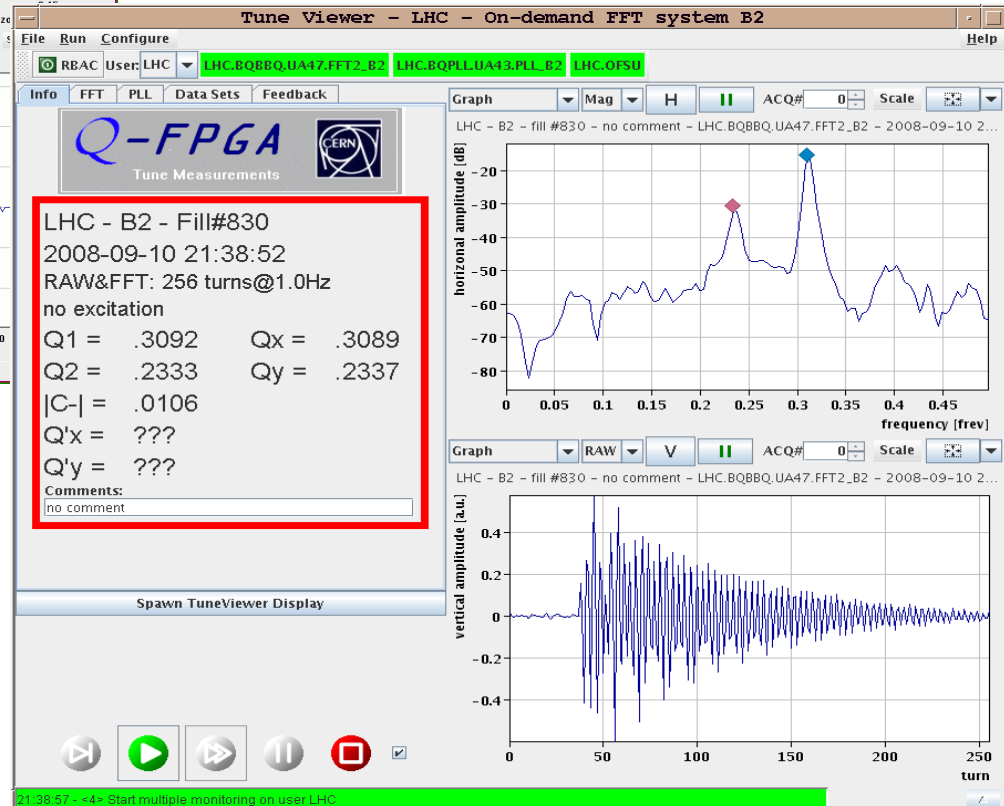 Tune Viewer - LHC - On-demand FFT system B2
File Run Configure Help
RBAC User: LHC LHC.BQBBQ.UA47.FFT2_B2 LHC.BQPLL.UA43.PLL_B2 LHC.OFSU
Info FFT PLL Data Sets Feedback
Q-FPGA
Tune Measurements
CERN
LHC - B2 - Fill#830
2008-09-10 21:38:52
RAW&FFT: 256 turns@1.0Hz
no excitation
Q1 = .3092 Qx = .3089
Q2 = .2333 Qy = .2337
|C-| = .0106
Q'x = ???
Q'y = ???
Comments:
no comment
Spawn TuneViewer Display
Graph Mag H ACQ# 0 Scale
LHC - B2 - fill #830 - no comment - LHC.BQBBQ.UA47.FFT2_B2 - 2008-09-10 2...
horizonal amplitude [dB]
-20
-30
-40
-50
-60
-70
-80
0 0.05 0.1 0.15 0.2 0.25 0.3 0.35 0.4 0.45
frequency [frev]
Graph RAW V ACQ# 0 Scale
LHC - B2 - fill #830 - no comment - LHC.BQBBQ.UA47.FFT2_B2 - 2008-09-10 2...
vertical amplitude [a.u.]
0.4
0.2
0
-0.2
-0.4
0 50 100 150 200 250
turn
21:38:57 - <4> Start multiple monitoring on user LHC